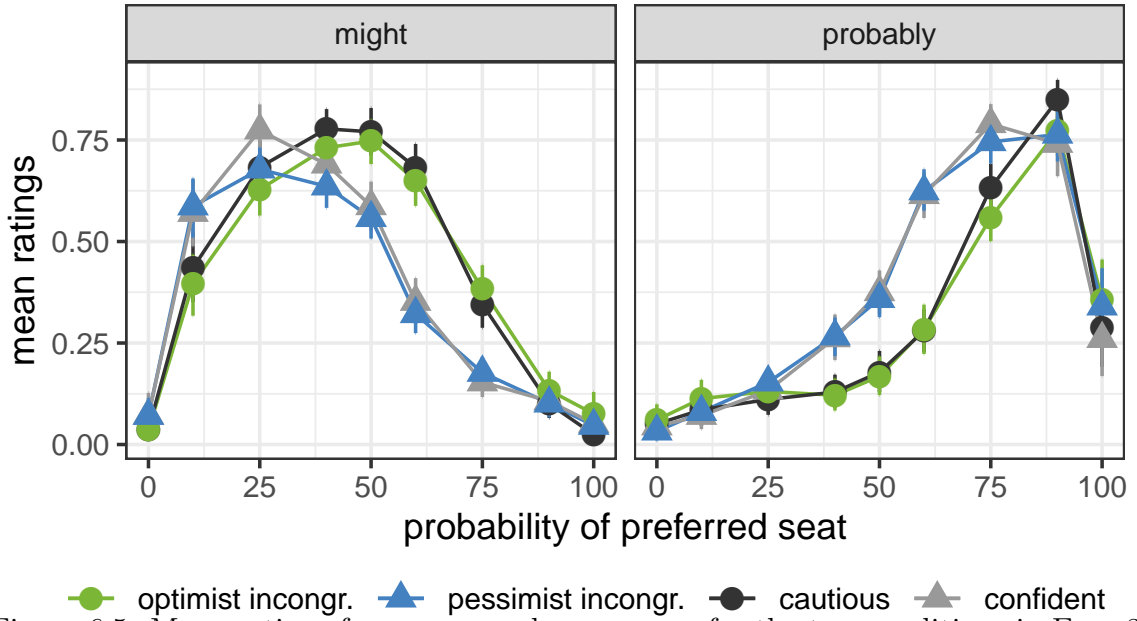 might probably
mean ratings
0.75
0.50
0.25
0.00
0 25 50 75 100 0 25 50 75 100
probability of preferred seat
optimist incongr. pessimist incongr. cautious confident